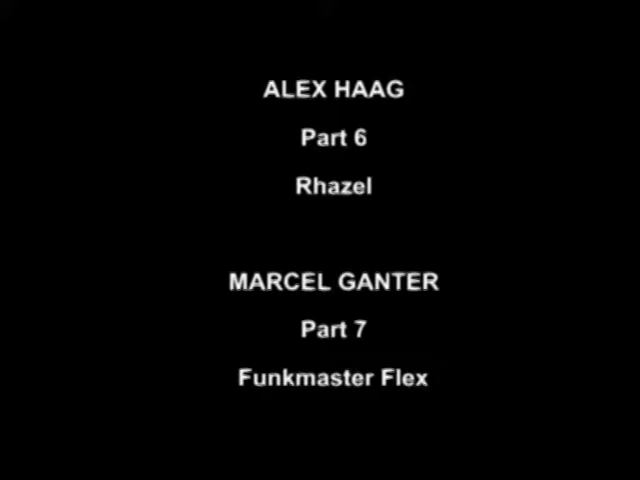 ALEX HAAG
Part 6
Rhazel
MARCEL GANTER
Part 7
Funkmaster Flex